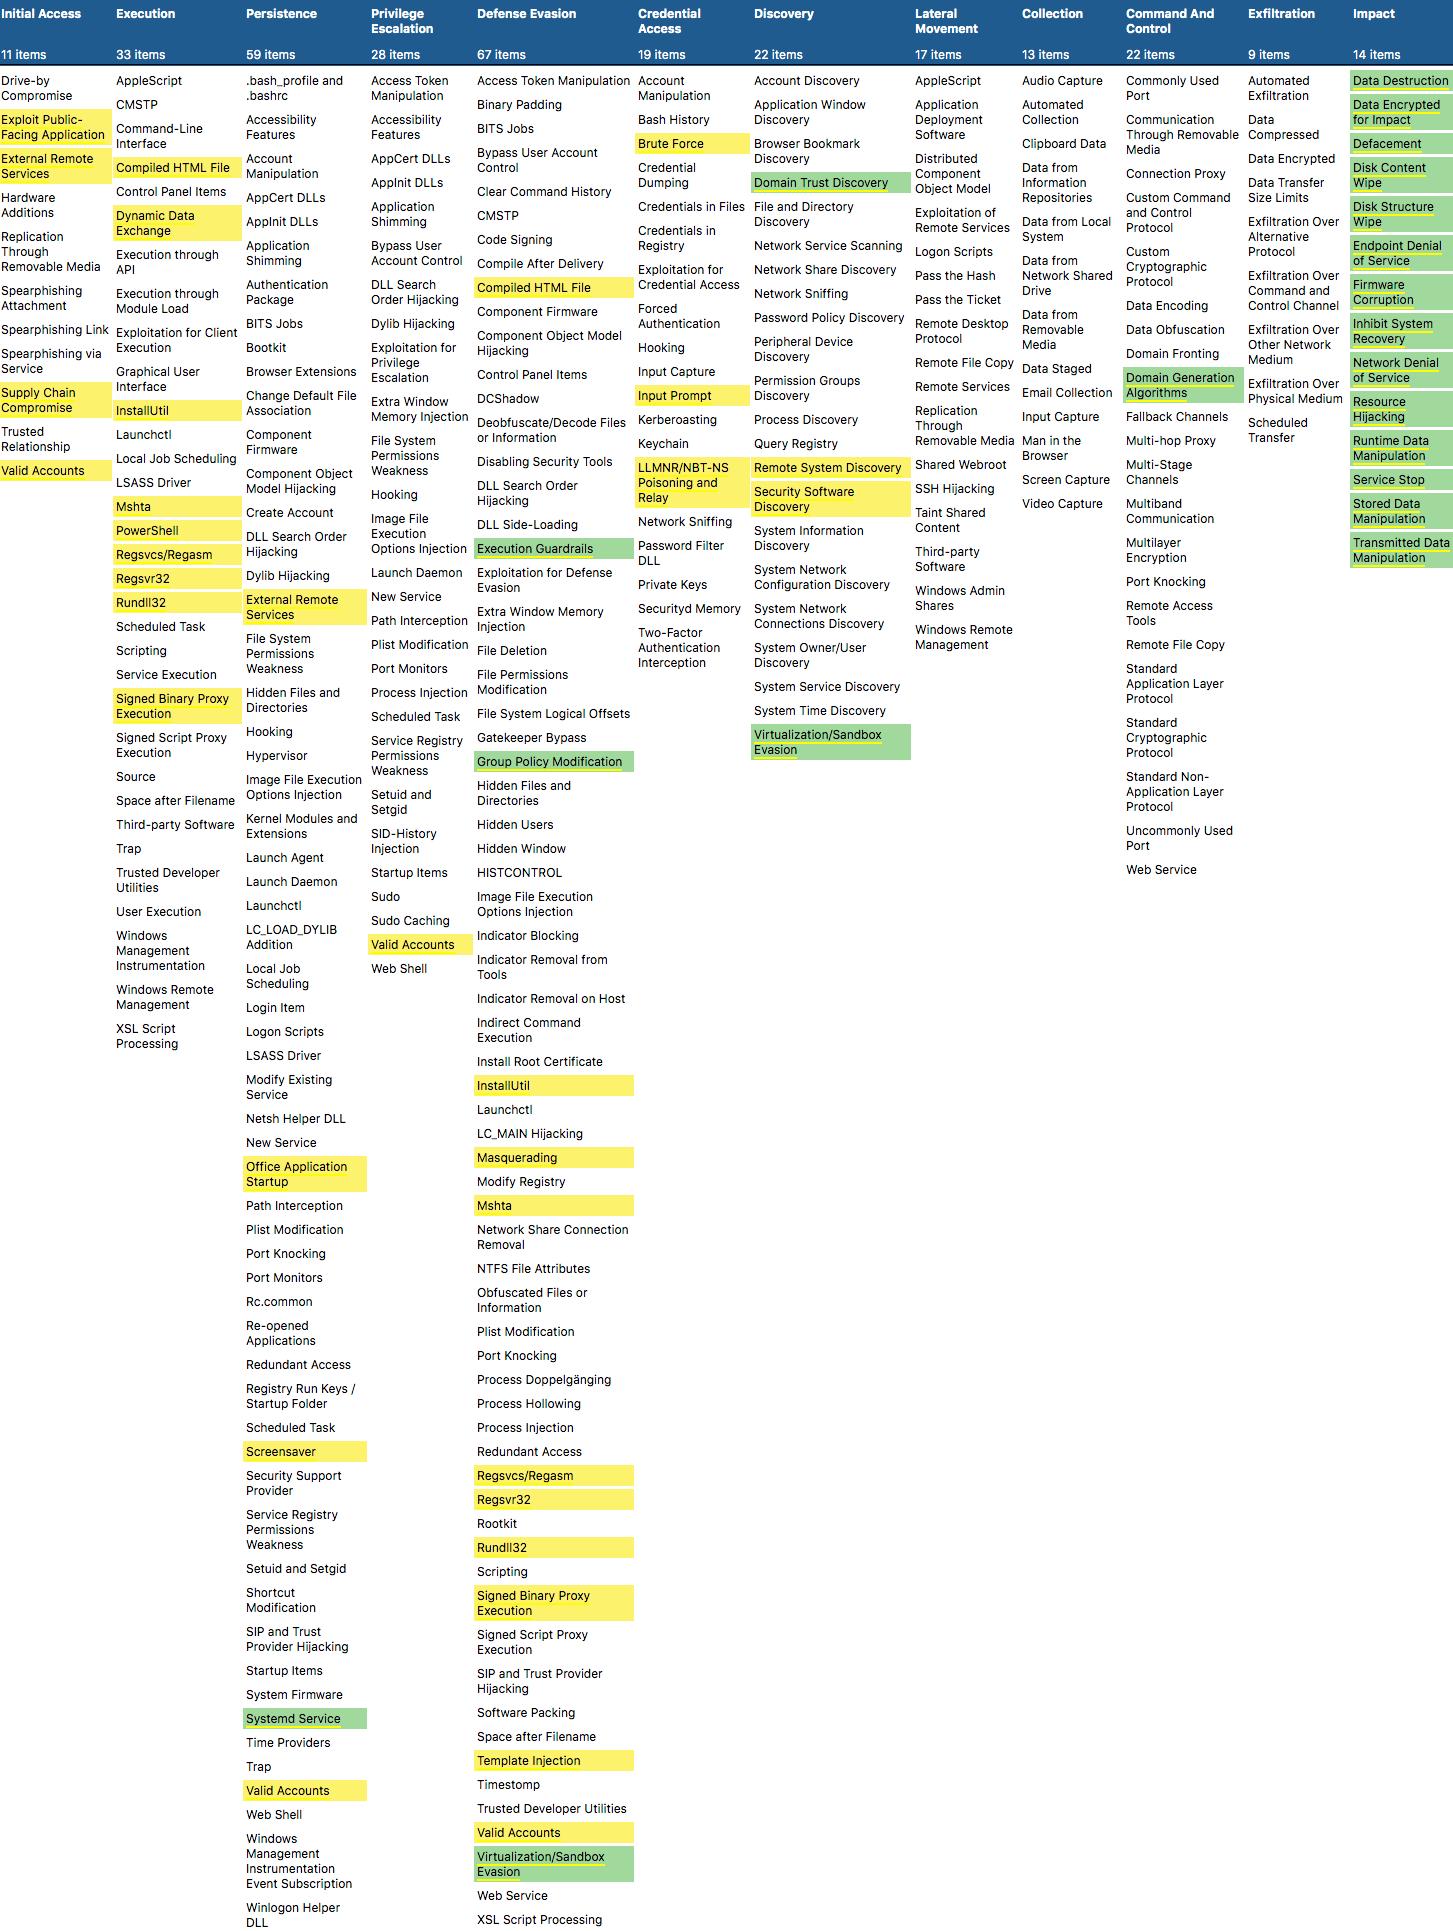 Initial Access
11 items
Drive-by
Compromise
Exploit Public-
Facing Application
External Remote
Services
Hardware
Additions
Replication
Through
Removable Media
Spearphishing
Attachment
Spearphishing Link
Spearphishing via
Service
Supply Chain
Compromise
Trusted
Relationship
Valid Accounts
Execution
33 items
AppleScript
CMSTP
Command-Line
Interface
Compiled HTML File
Control Panel Items
Dynamic Data
Exchange
Execution through
API
Execution through
Module Load
Exploitation for Client
Execution
Graphical User
Interface
InstallUtil
Launchctl
Local Job Scheduling
LSASS Driver
Mshta
PowerShell
Regsvcs/Regasm
Regsvr32
Rundll32
Scheduled Task
Scripting
Service Execution
Signed Binary Proxy
Execution
Signed Script Proxy
Execution
Source
Space after Filename
Third-party Software
Trap
Trusted Developer
Utilities
User Execution
Windows
Management
Instrumentation
Windows Remote
Management
XSL Script
Processing
Persistence
59 items
.bash_profile and
.bashrc
Accessibility
Features
Account
Manipulation
AppCert DLLs
AppInit DLLs
Application
Shimming
Authentication
Package
BITS Jobs
Bootkit
Browser Extensions
Change Default File
Association
Component
Firmware
Component Object
Model Hijacking
Create Account
DLL Search Order
Hijacking
Dylib Hijacking
External Remote
Services
File System
Permissions
Weakness
Hidden Files and
Directories
Hooking
Hypervisor
Image File Execution
Options Injection
Kernel Modules and
Extensions
Launch Agent
Launch Daemon
Launchctl
LC_LOAD_DYLIB
Addition
Local Job
Scheduling
Login Item
Logon Scripts
LSASS Driver
Modify Existing
Service
Netsh Helper DLL
New Service
Office Application
Startup
Path Interception
Plist Modification
Port Knocking
Port Monitors
Rc.common
Re-opened
Applications
Redundant Access
Registry Run Keys /
Startup Folder
Scheduled Task
Screensaver
Security Support
Provider
Service Registry
Permissions
Weakness
Setuid and Setgid
Shortcut
Modification
SIP and Trust
Provider Hijacking
Startup Items
System Firmware
Systemd Service
Time Providers
Trap
Valid Accounts
Web Shell
Windows
Management
Instrumentation
Event Subscription
Winlogon Helper
DLL
Privilege
Escalation
28 items
Access Token
Manipulation
Accessibility
Features
AppCert DLLs
AppInit DLLs
Application
Shimming
Bypass User
Account Control
DLL Search
Order Hijacking
Dylib Hijacking
Exploitation for
Privilege
Escalation
Extra Window
Memory Injection
File System
Permissions
Weakness
Hooking
Image File
Execution
Options Injection
Launch Daemon
New Service
Path Interception
Plist Modification
Port Monitors
Process Injection
Scheduled Task
Service Registry
Permissions
Weakness
Setuid and
Setgid
SID-History
Injection
Startup Items
Sudo
Sudo Caching
Valid Accounts
Web Shell
Defense Evasion
67 items
Access Token Manipulation
Binary Padding
BITS Jobs
Bypass User Account
Control
Clear Command History
CMSTP
Code Signing
Compile After Delivery
Compiled HTML File
Component Firmware
Component Object Model
Hijacking
Control Panel Items
DCShadow
Deobfuscate/Decode Files
or Information
Disabling Security Tools
DLL Search Order
Hijacking
DLL Side-Loading
Execution Guardrails
Exploitation for Defense
Evasion
Extra Window Memory
Injection
File Deletion
File Permissions
Modification
File System Logical Offsets
Gatekeeper Bypass
Group Policy Modification
Hidden Files and
Directories
Hidden Users
Hidden Window
HISTCONTROL
Image File Execution
Options Injection
Indicator Blocking
Indicator Removal from
Tools
Indicator Removal on Host
Indirect Command
Execution
Install Root Certificate
InstallUtil
Launchctl
LC_MAIN Hijacking
Masquerading
Modify Registry
Mshta
Network Share Connection
Removal
NTFS File Attributes
Obfuscated Files or
Information
Plist Modification
Port Knocking
Process Doppelgänging
Process Hollowing
Process Injection
Redundant Access
Regsvcs/Regasm
Regsvr32
Rootkit
Rundll32
Scripting
Signed Binary Proxy
Execution
Signed Script Proxy
Execution
SIP and Trust Provider
Hijacking
Software Packing
Space after Filename
Template Injection
Timestomp
Trusted Developer Utilities
Valid Accounts
Virtualization/Sandbox
Evasion
Web Service
XSL Script Processing
Credential
Access
19 items
Account
Manipulation
Bash History
Brute Force
Credential
Dumping
Credentials in Files
Credentials in
Registry
Exploitation for
Credential Access
Forced
Authentication
Hooking
Input Capture
Input Prompt
Kerberoasting
Keychain
LLMNR/NBT-NS
Poisoning and
Relay
Network Sniffing
Password Filter
DLL
Private Keys
Securityd Memory
Two-Factor
Authentication
Interception
Discovery
22 items
Account Discovery
Application Window
Discovery
Browser Bookmark
Discovery
Domain Trust Discovery
File and Directory
Discovery
Network Service Scanning
Network Share Discovery
Network Sniffing
Password Policy Discovery
Peripheral Device
Discovery
Permission Groups
Discovery
Process Discovery
Query Registry
Remote System Discovery
Security Software
Discovery
System Information
Discovery
System Network
Configuration Discovery
System Network
Connections Discovery
System Owner/User
Discovery
System Service Discovery
System Time Discovery
Virtualization/Sandbox
Evasion
Lateral
Movement
17 items
AppleScript
Application
Deployment
Software
Distributed
Component
Object Model
Exploitation of
Remote Services
Logon Scripts
Pass the Hash
Pass the Ticket
Remote Desktop
Protocol
Remote File Copy
Remote Services
Replication
Through
Removable Media
Shared Webroot
SSH Hijacking
Taint Shared
Content
Third-party
Software
Windows Admin
Shares
Windows Remote
Management
Collection
13 items
Audio Capture
Automated
Collection
Clipboard Data
Data from
Information
Repositories
Data from Local
System
Data from
Network Shared
Drive
Data from
Removable
Media
Data Staged
Email Collection
Input Capture
Man in the
Browser
Screen Capture
Video Capture
Command And
Control
22 items
Commonly Used
Port
Communication
Through Removable
Media
Connection Proxy
Custom Command
and Control
Protocol
Custom
Cryptographic
Protocol
Data Encoding
Data Obfuscation
Domain Fronting
Domain Generation
Algorithms
Fallback Channels
Multi-hop Proxy
Multi-Stage
Channels
Multiband
Communication
Multilayer
Encryption
Port Knocking
Remote Access
Tools
Remote File Copy
Standard
Application Layer
Protocol
Standard
Cryptographic
Protocol
Standard Non-
Application Layer
Protocol
Uncommonly Used
Port
Web Service
Exfiltration
9 items
Automated
Exfiltration
Data
Compressed
Data Encrypted
Data Transfer
Size Limits
Exfiltration Over
Alternative
Protocol
Exfiltration Over
Command and
Control Channel
Exfiltration Over
Other Network
Medium
Exfiltration Over
Physical Medium
Scheduled
Transfer
Impact
14 items
Data Destruction
Data Encrypted
for Impact
Defacement
Disk Content
Wipe
Disk Structure
Wipe
Endpoint Denial
of Service
Firmware
Corruption
Inhibit System
Recovery
Network Denial
of Service
Resource
Hijacking
Runtime Data
Manipulation
Service Stop
Stored Data
Manipulation
Transmitted Data
Manipulation